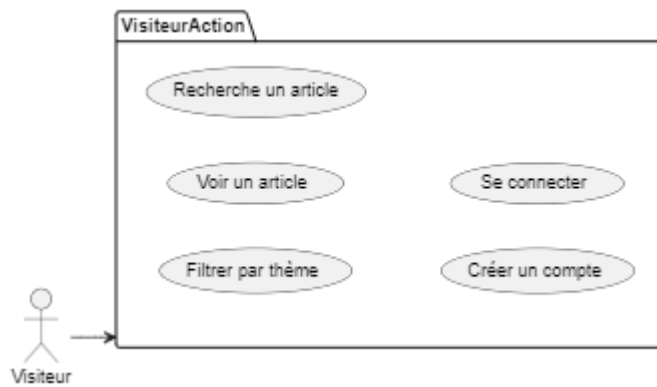 VisiteurAction
Recherche un article
Voir un article
Se connecter
Filtrer par thème
Créer un compte
Visiteur